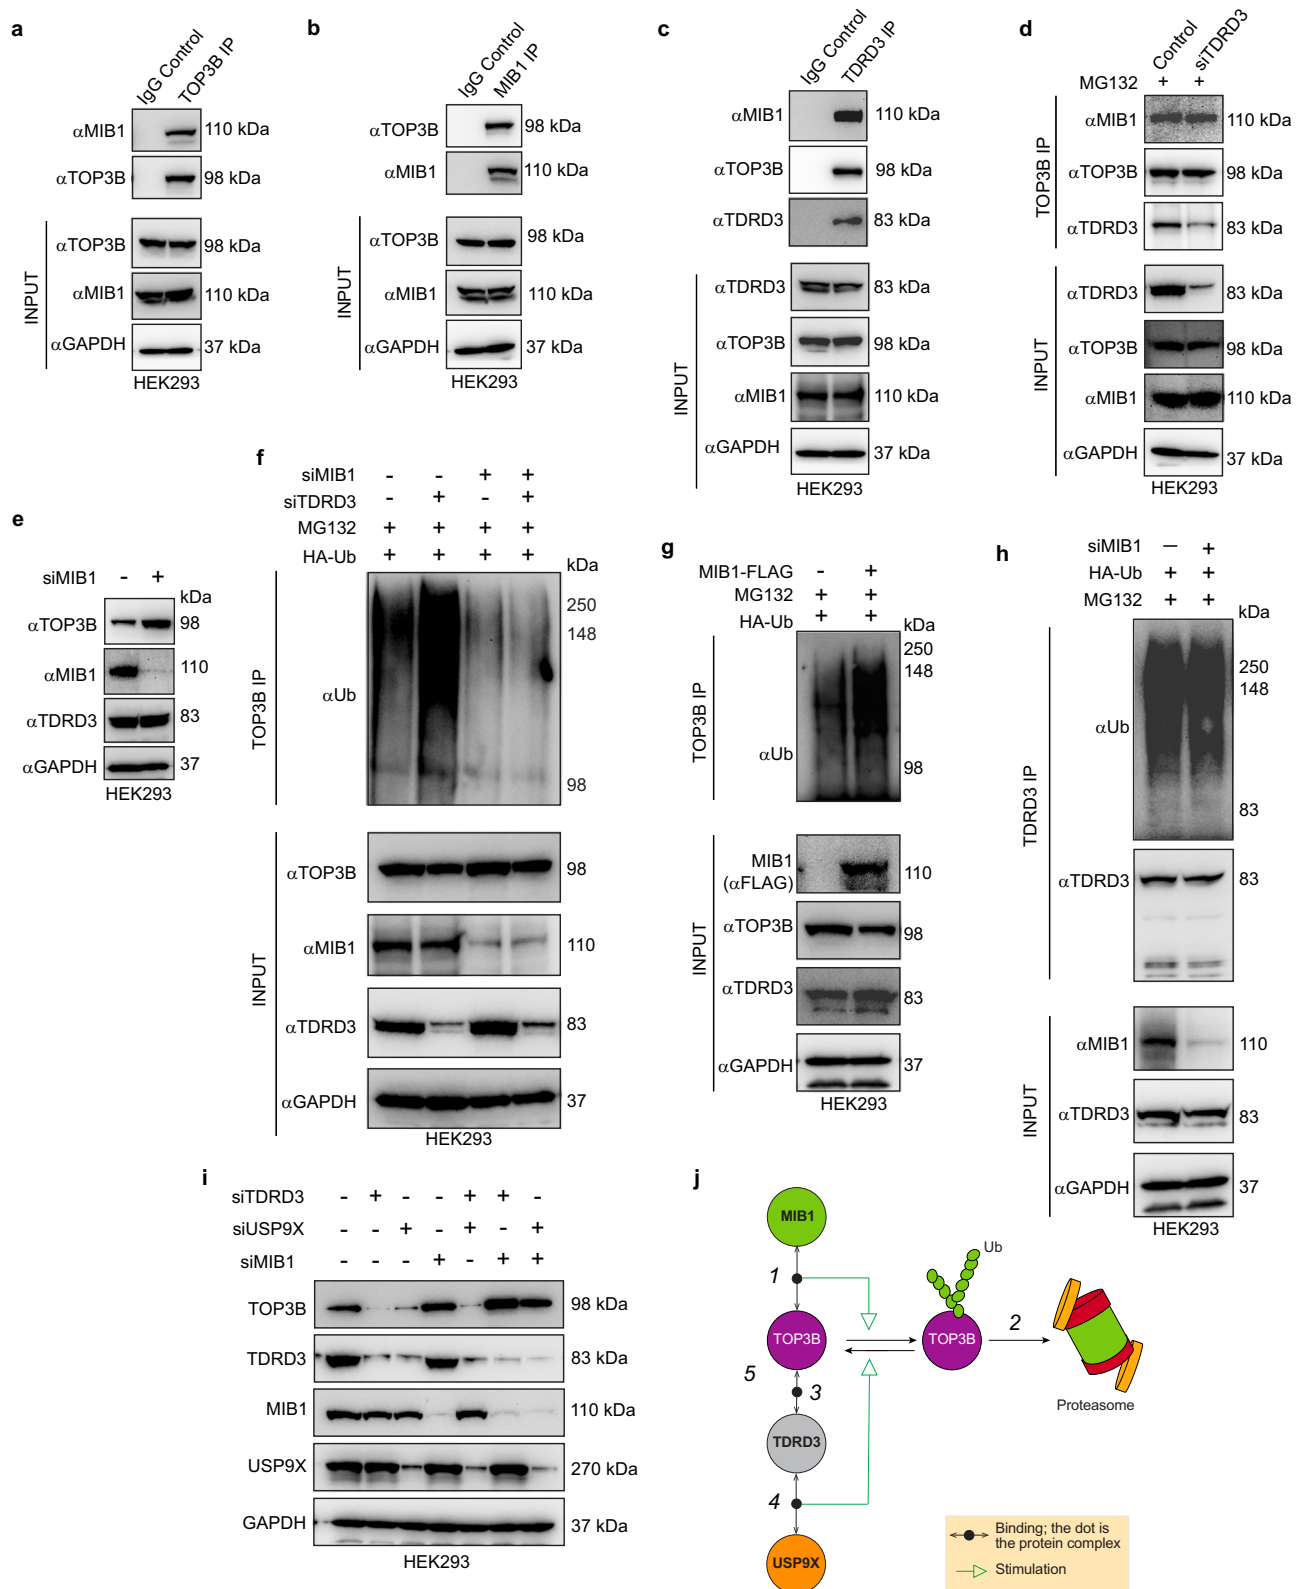 a
IgG Control
TOP3B IP
αMIB1
110 kDa
αTOP3B
98 kDa
INPUT
αTOP3B
98 kDa
αMIB1
110 kDa
αGAPDH
37 kDa
HEK293
b
IgG Control
MIB1 IP
αTOP3B
98 kDa
αMIB1
110 kDa
INPUT
αTOP3B
98 kDa
αMIB1
110 kDa
αGAPDH
37 kDa
HEK293
c
IgG Control
TDRD3 IP
αMIB1
110 kDa
αTOP3B
98 kDa
αTDRD3
83 kDa
INPUT
αTDRD3
83 kDa
αTOP3B
98 kDa
αMIB1
110 kDa
αGAPDH
37 kDa
HEK293
d
Control
siTDRD3
MG132 + +
TOP3B IP
αMIB1
110 kDa
αTOP3B
98 kDa
αTDRD3
83 kDa
INPUT
αTDRD3
83 kDa
αTOP3B
98 kDa
αMIB1
110 kDa
αGAPDH
37 kDa
HEK293
e
siMIB1 - +
kDa
αTOP3B 98
αMIB1 110
αTDRD3 83
αGAPDH 37
HEK293
f
siMIB1 - - + +
siTDRD3 - + - +
MG132 + + + +
HA-Ub + + + +
kDa
TOP3B IP
250
148
αUb
98
INPUT
αTOP3B 98
αMIB1 110
αTDRD3 83
αGAPDH 37
HEK293
g
MIB1-FLAG - +
MG132 + +
HA-Ub + +
kDa
TOP3B IP
250
148
αUb
98
INPUT
MIB1
(αFLAG) 110
αTOP3B 98
αTDRD3 83
αGAPDH 37
HEK293
h
siMIB1 – +
HA-Ub + +
MG132 + +
kDa
TDRD3 IP
250
148
αUb
83
αTDRD3 83
INPUT
αMIB1 110
αTDRD3 83
αGAPDH 37
HEK293
i
siTDRD3 - + - - + + -
siUSP9X - - + - + - +
siMIB1 - - - + - + +
TOP3B 98 kDa
TDRD3 83 kDa
MIB1 110 kDa
USP9X 270 kDa
GAPDH 37 kDa
HEK293
j
MIB1
Ub
1
TOP3B
TOP3B
2
5
3
Proteasome
TDRD3
4
USP9X
Binding; the dot is
the protein complex
Stimulation